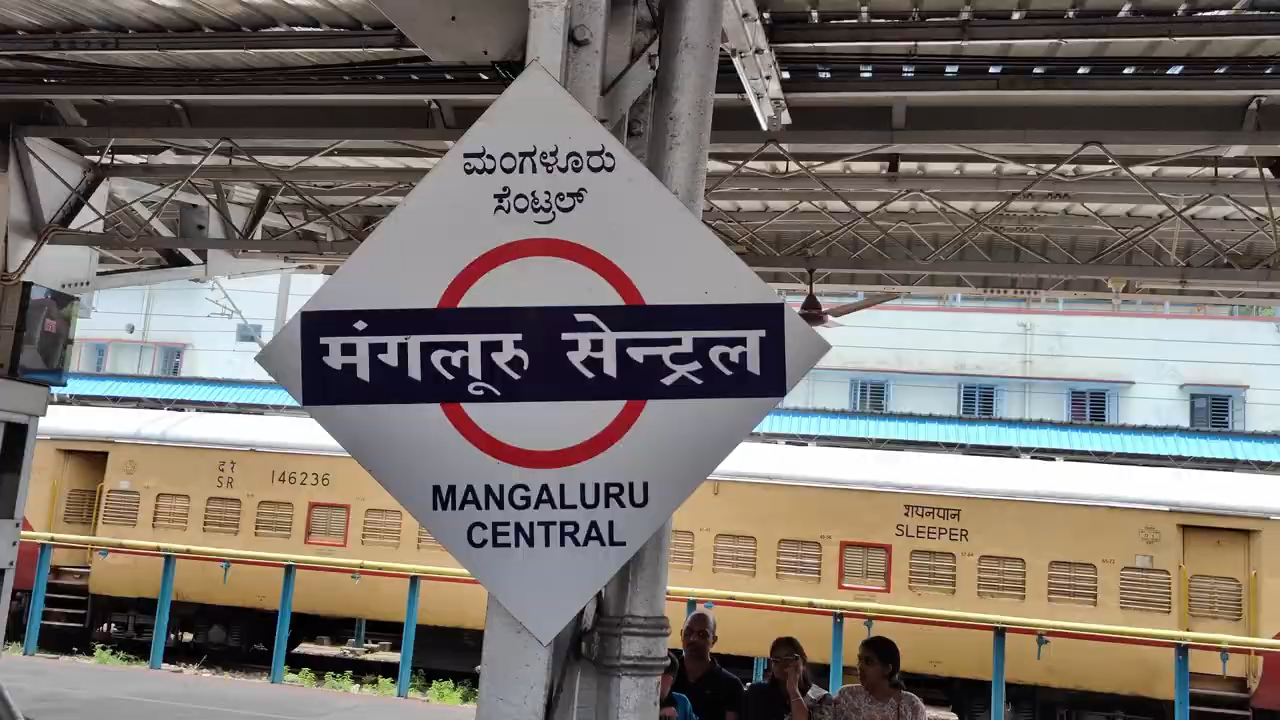 ಮಂಗಳೂರು
ಸೆಂಟ್ರಲ್
मंगलूरु सेन्ट्रल
MANGALURU
CENTRAL
द रे
SR 146236
शयनयान
SLEEPER